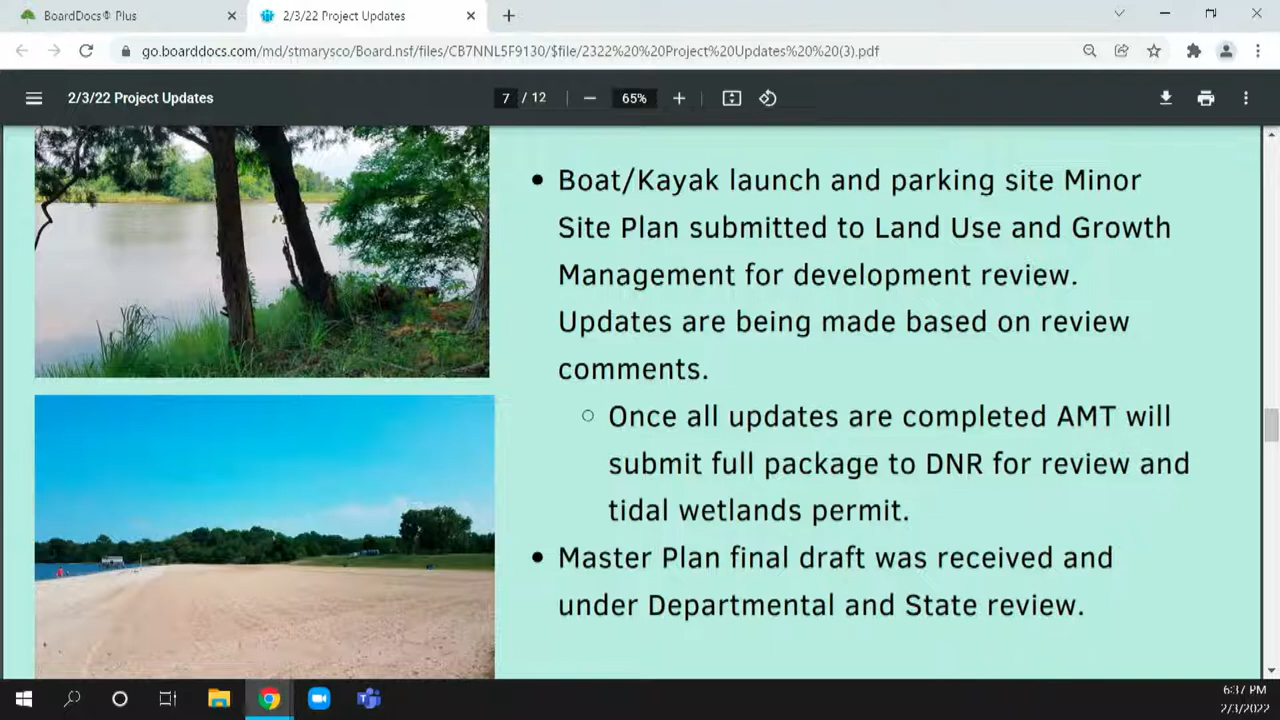 BoardDocs® Plus
2/3/22 Project Updates
go.boarddocs.com/md/stmarysco/Board.nsf/files/CB7NNL5F9130/$file/2322%20%20Project%20Updates%20%20(3).pdf
2/3/22 Project Updates
7 / 12
65%
• Boat/Kayak launch and parking site Minor
Site Plan submitted to Land Use and Growth
Management for development review.
Updates are being made based on review
comments.
○ Once all updates are completed AMT will
submit full package to DNR for review and
tidal wetlands permit.
• Master Plan final draft was received and
under Departmental and State review.
6:37 PM
2/3/2022